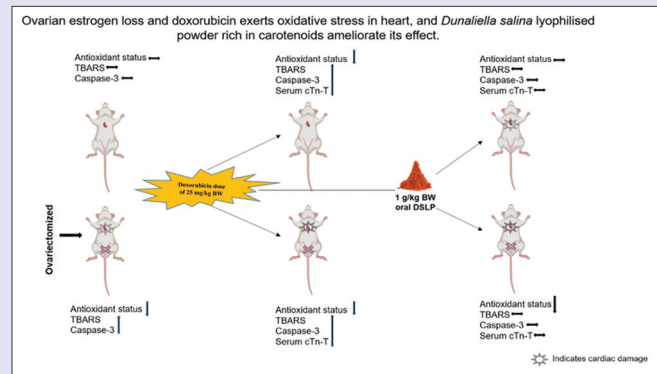 Ovarian estrogen loss and doxorubicin exerts oxidative stress in heart, and Dunaliella salina lyophilised
powder rich in carotenoids ameliorate its effect.
Antioxidant status ↔
TBARS ↔
Caspase-3 ↔
Antioxidant status ↓
TBARS
Caspase-3
Serum cTn-T ↑
Antioxidant status ↔
TBARS ↔
Caspase-3 ↔
Serum cTn-T ↔
Doxorubicin dose
of 25 mg/kg BW
1 g/kg BW
oral DSLP
Ovariectomized
Antioxidant status ↓
TBARS
Caspase-3 ↑
Antioxidant status ↓
TBARS
Caspase-3
Serum cTn-T ↑
Antioxidant status ↓
TBARS ↔
Caspase-3 ↔
Serum cTn-T ↔
Indicates cardiac damage